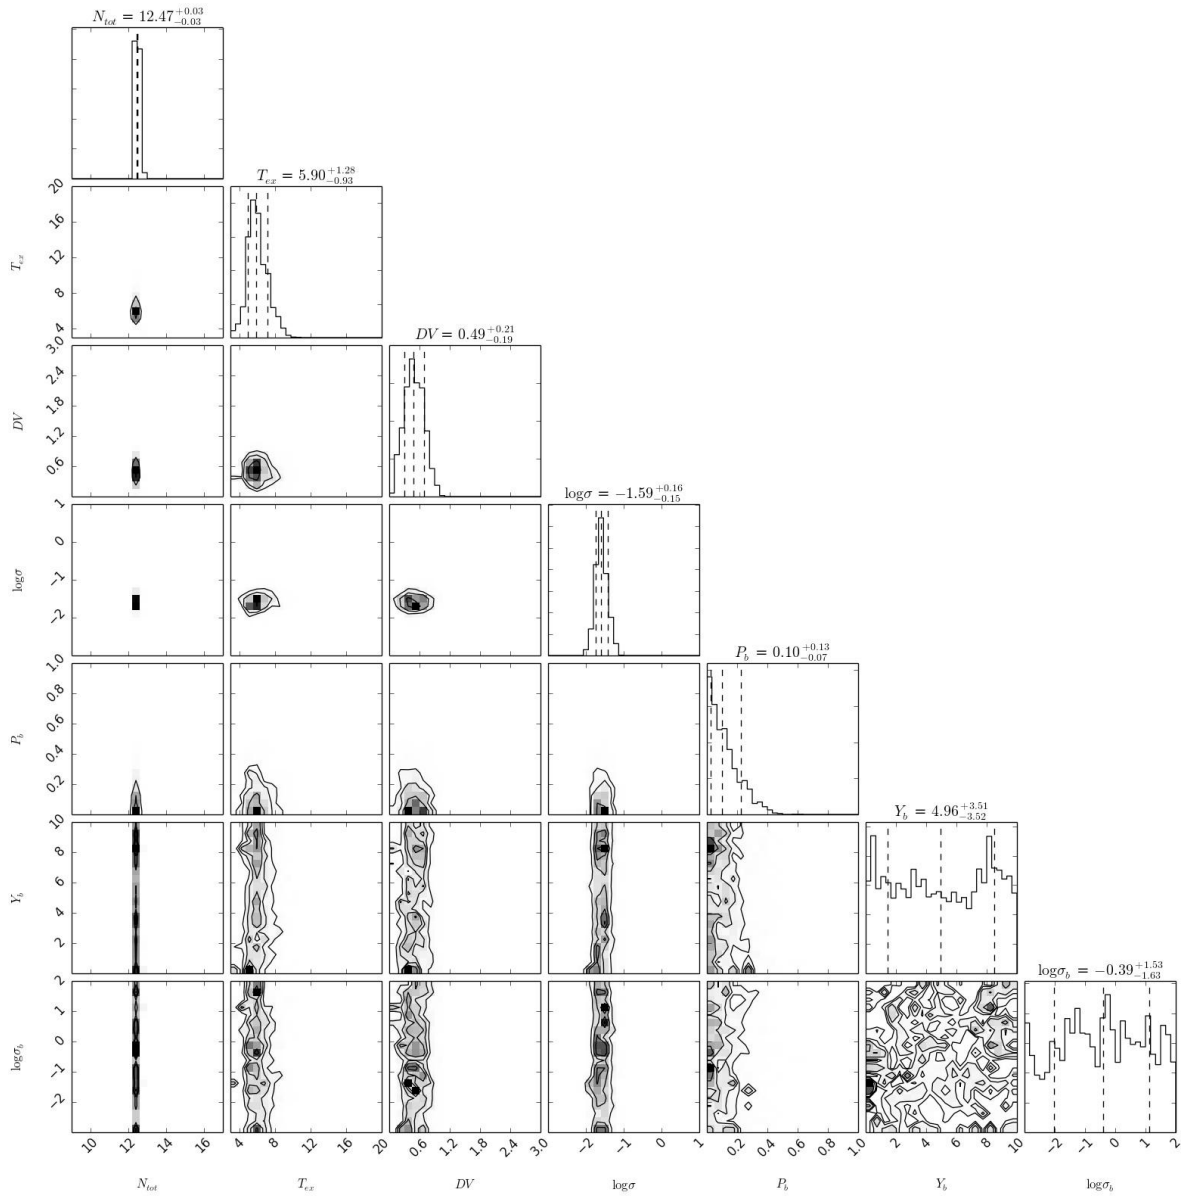 N_tot = 12.47 +0.03 −0.03
T_ex = 5.90 +1.28 −0.93
DV = 0.49 +0.21 −0.19
logσ = −1.59 +0.16 −0.15
P_b = 0.10 +0.13 −0.07
Y_b = 4.96 +3.51 −3.52
logσ_b = −0.39 +1.53 −1.63
T_ex
20
16
12
8
4
DV
3.0
2.4
1.8
1.2
0.6
logσ
1
0
−1
−2
P_b
1.0
0.8
0.6
0.4
0.2
Y_b
10
8
6
4
2
logσ_b
2
1
0
−1
−2
10 12 14 16
4 8 12 16 20
0.6 1.2 1.8 2.4 3.0
−2 −1 0 1
0.2 0.4 0.6 0.8 1.0
2 4 6 8 10
−2 −1 0 1 2
N_tot T_ex DV logσ P_b Y_b logσ_b